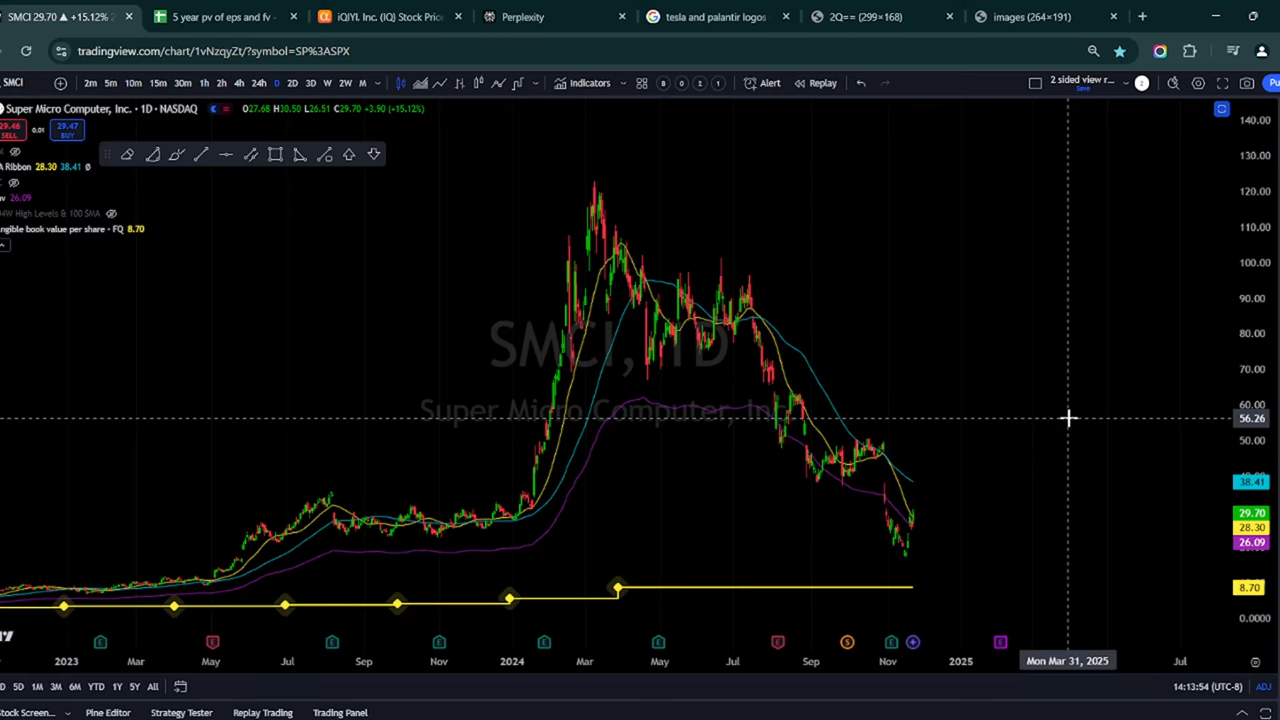 SMCI 29.70 ▲ +15.12%
5 year pv of eps and fv
iQIYI, Inc. (IQ) Stock Pric
Perplexity
tesla and palantir logos
2Q== (299×168)
images (264×191)
tradingview.com/chart/1vNzqyZt/?symbol=SP%3ASPX
SMCI
2m 5m 10m 15m 30m 1h 2h 4h 24h D 2D 3D W 2W M
Indicators
B O Σ 1
Alert
Replay
2 sided view r...
Save
2
Super Micro Computer, Inc. · 1D · NASDAQ
O27.68 H30.50 L26.51 C29.70 +3.90 (+15.12%)
29.46
SELL
0.01
29.47
BUY
A Ribbon 28.30 38.41 Ø
26.09
4W High Levels & 100 SMA
ngible book value per share - FQ 8.70
SMCI, 1D
Super Micro Computer, Inc
140.00
130.00
120.00
110.00
100.00
90.00
80.00
70.00
60.00
56.26
50.00
38.41
29.70
28.30
26.09
8.70
0.0000
E E E E E E E S E E
2023 Mar May Jul Sep Nov 2024 Mar May Jul Sep Nov 2025 Mon Mar 31, 2025 Jul
D 5D 1M 3M 6M YTD 1Y 5Y All
14:13:54 (UTC-8)
ADJ
Stock Screen...
Pine Editor
Strategy Tester
Replay Trading
Trading Panel